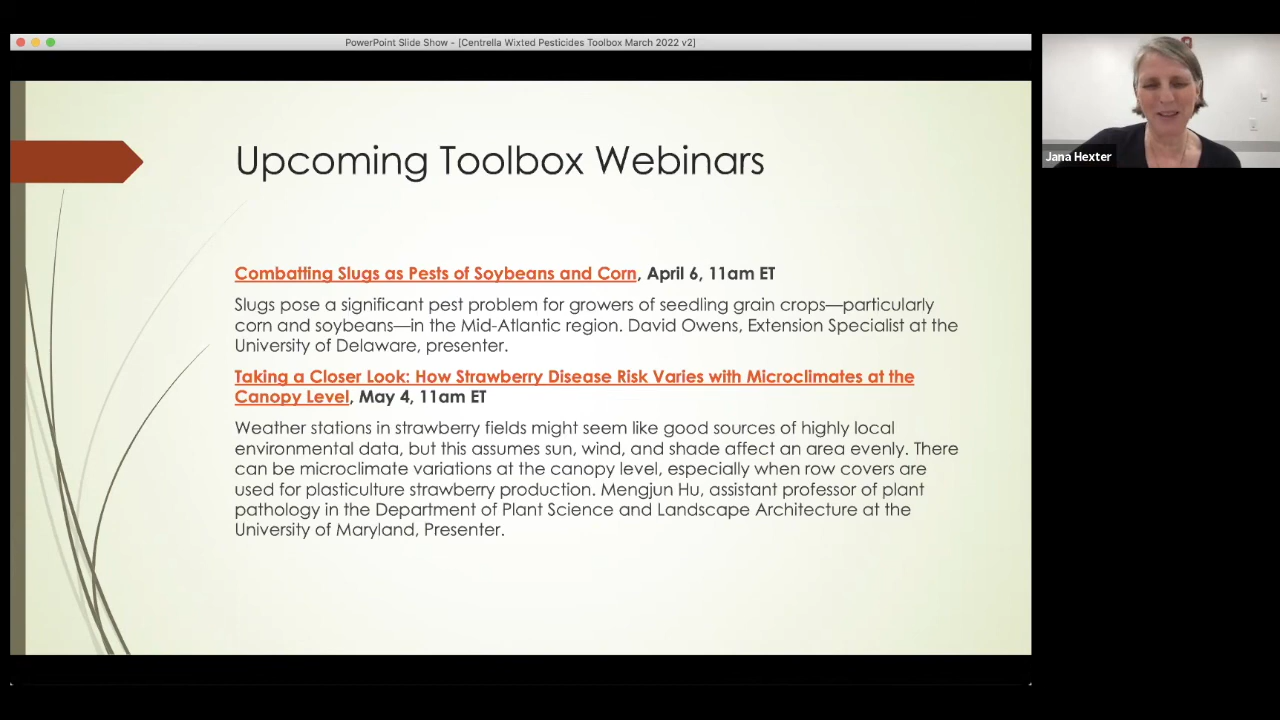 PowerPoint Slide Show - [Centrella Wixted Pesticides Toolbox March 2022 v2]
Upcoming Toolbox Webinars
Jana Hexter
Combatting Slugs as Pests of Soybeans and Corn, April 6, 11am ET
Slugs pose a significant pest problem for growers of seedling grain crops—particularly
corn and soybeans—in the Mid-Atlantic region. David Owens, Extension Specialist at the
University of Delaware, presenter.
Taking a Closer Look: How Strawberry Disease Risk Varies with Microclimates at the
Canopy Level, May 4, 11am ET
Weather stations in strawberry fields might seem like good sources of highly local
environmental data, but this assumes sun, wind, and shade affect an area evenly. There
can be microclimate variations at the canopy level, especially when row covers are
used for plasticulture strawberry production. Mengjun Hu, assistant professor of plant
pathology in the Department of Plant Science and Landscape Architecture at the
University of Maryland, Presenter.